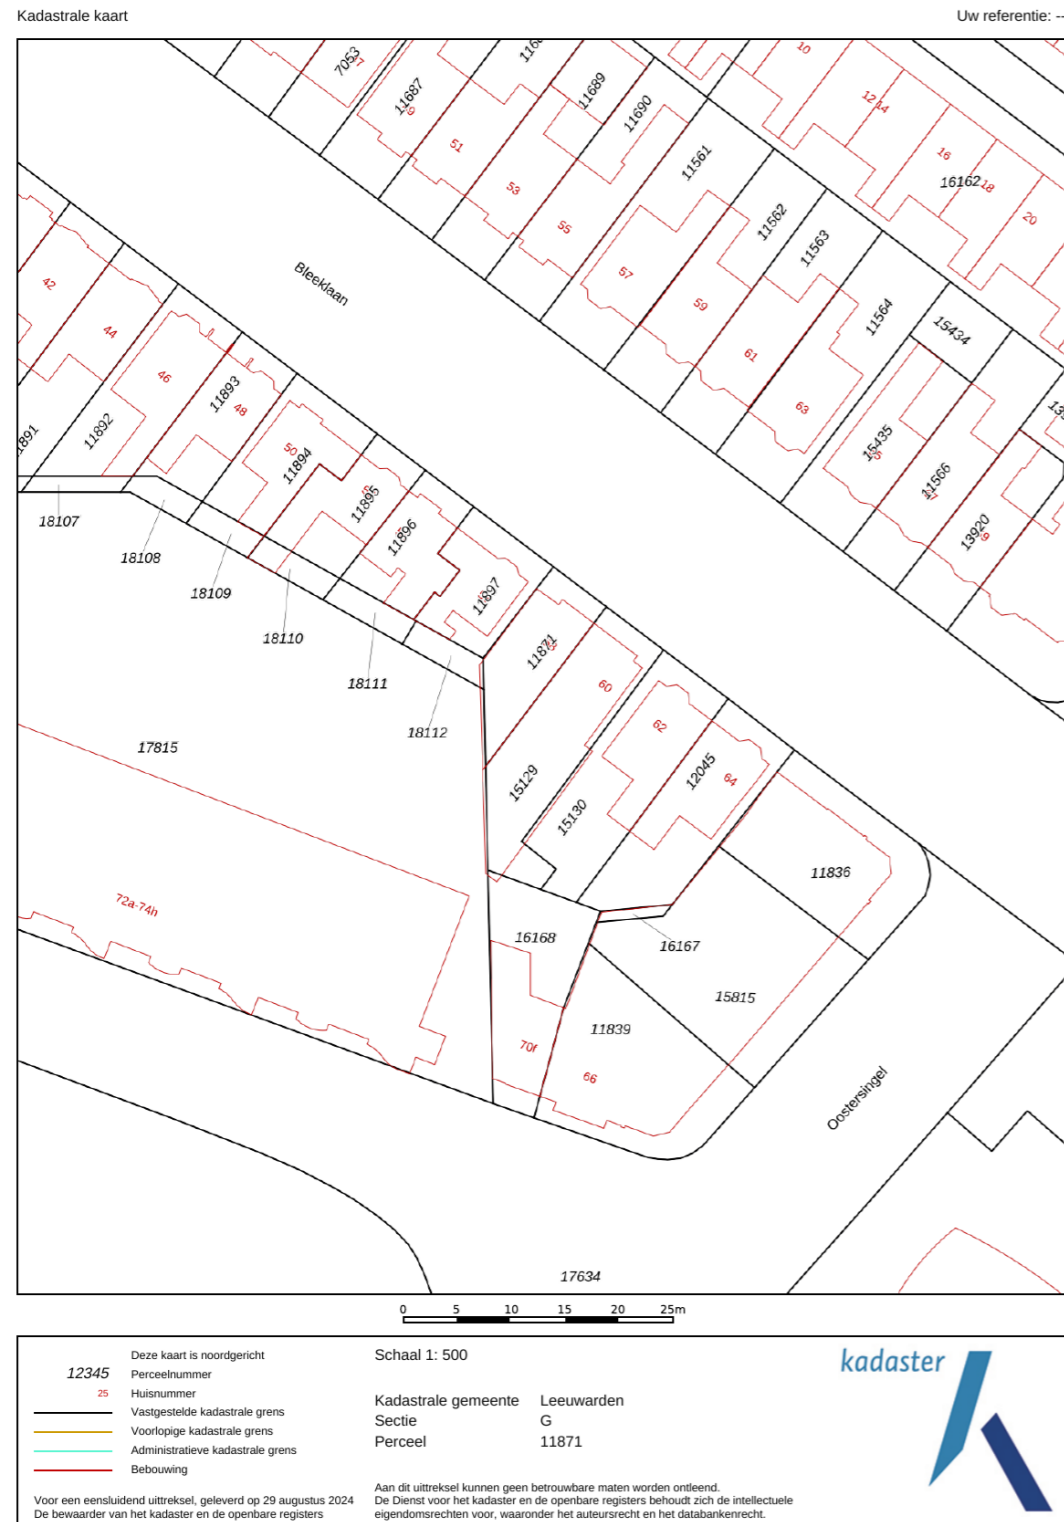 Kadastrale kaart
Uw referentie: --
7053
11687
11689
11690
51
53
55
11561
11562
11563
11564
57
59
61
63
10
12 14
16
18
16162
20
15434
15435
11566
13920
Bleeklaan
42
44
46
48
50
11892
11893
11894
11895
11896
11897
18107
18108
18109
18110
18111
18112
11871
60
62
64
15129
15130
12045
17815
72a-74h
11836
16168
16167
15815
11839
70f
66
Oostersingel
17634
0 5 10 15 20 25m
Deze kaart is noordgericht
12345 Perceelnummer
25 Huisnummer
Vastgestelde kadastrale grens
Voorlopige kadastrale grens
Administratieve kadastrale grens
Bebouwing
Voor een eensluidend uittreksel, geleverd op 29 augustus 2024
De bewaarder van het kadaster en de openbare registers
Schaal 1: 500
Kadastrale gemeente Leeuwarden
Sectie G
Perceel 11871
Aan dit uittreksel kunnen geen betrouwbare maten worden ontleend.
De Dienst voor het kadaster en de openbare registers behoudt zich de intellectuele
eigendomsrechten voor, waaronder het auteursrecht en het databankenrecht.
kadaster